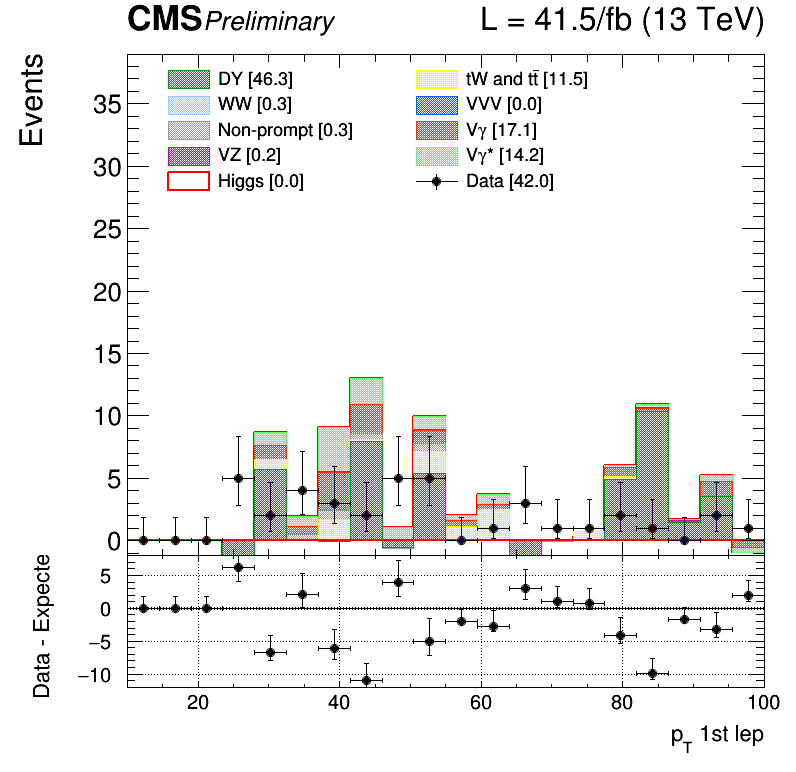 CMS Preliminary L = 41.5/fb (13 TeV)
Events
DY [46.3] tW and tt̄ [11.5]
WW [0.3] VVV [0.0]
Non-prompt [0.3] Vγ [17.1]
VZ [0.2] Vγ* [14.2]
Higgs [0.0] Data [42.0]
35
30
25
20
15
10
5
0
Data - Expecte
5
0
−5
−10
20 40 60 80 100
pT 1st lep